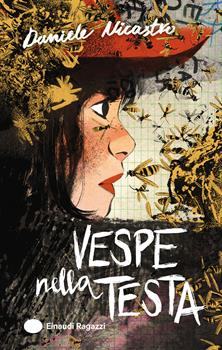 Daniele Nicastro
VESPE
nella TESTA
Einaudi Ragazzi